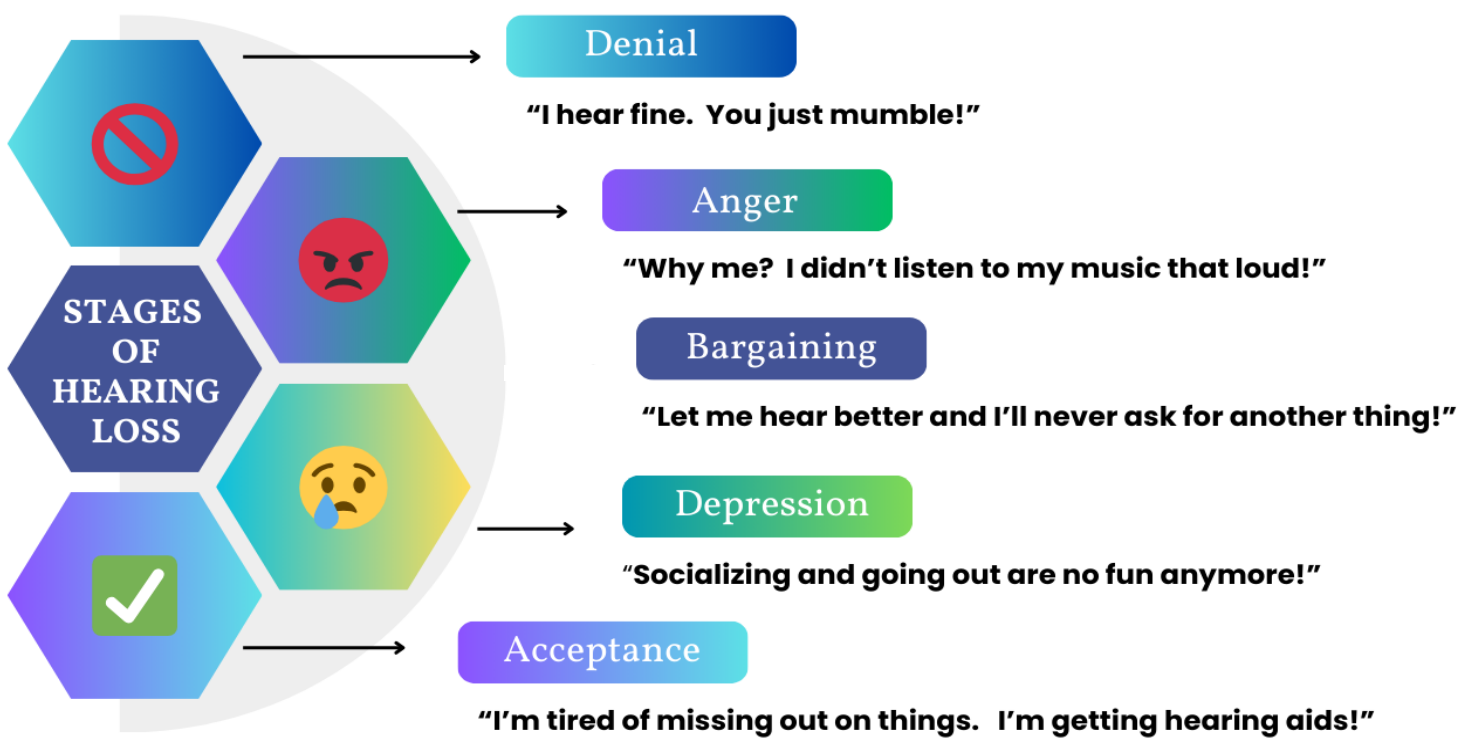 Denial
“I hear fine.  You just mumble!”
Anger
“Why me?  I didn’t listen to my music that loud!”
STAGES
OF
HEARING
LOSS
Bargaining
“Let me hear better and I’ll never ask for another thing!”
Depression
“Socializing and going out are no fun anymore!”
Acceptance
“I’m tired of missing out on things.   I’m getting hearing aids!”